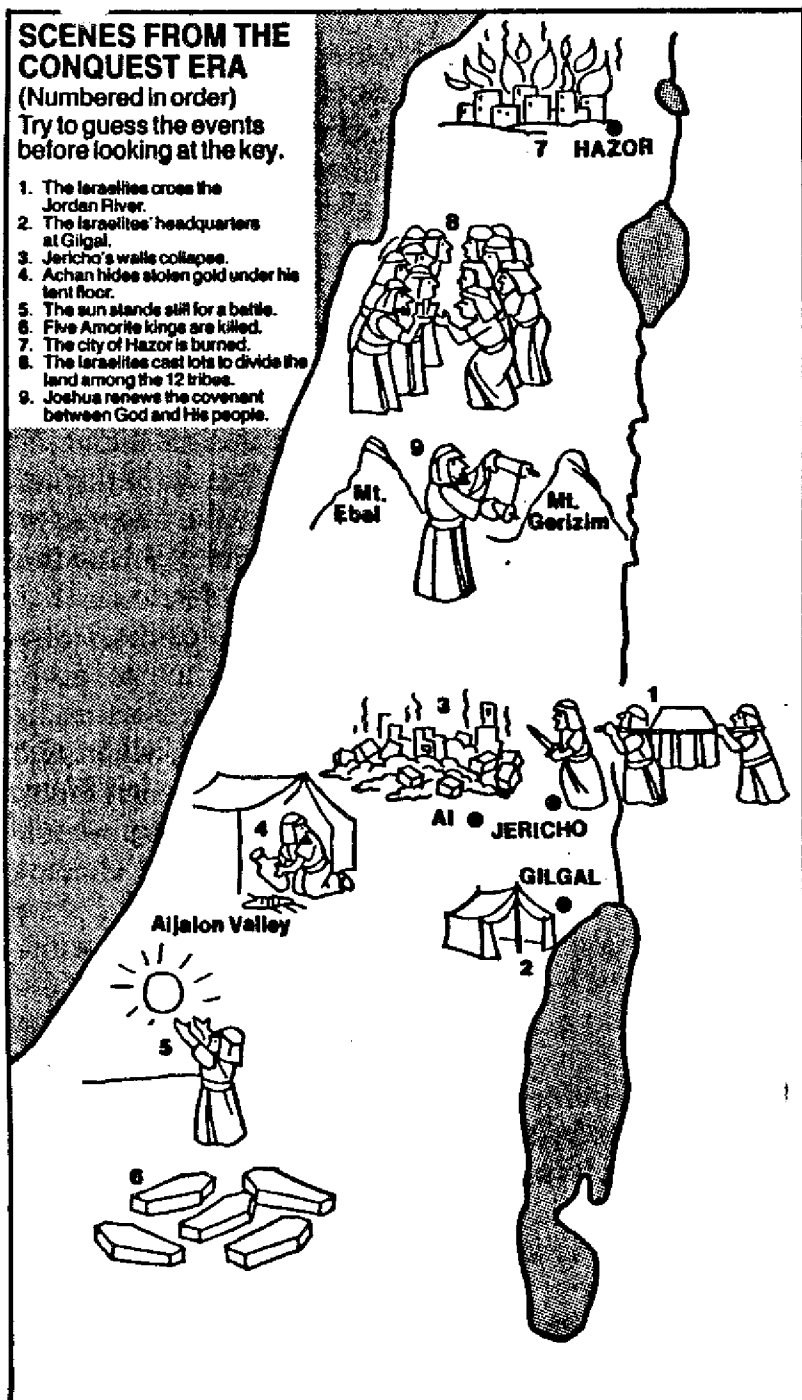 SCENES FROM THE
CONQUEST ERA
(Numbered in order)
Try to guess the events
before looking at the key.
1. The Israelites cross the
Jordan River.
2. The Israelites' headquarters
at Gilgal.
3. Jericho's walls collapse.
4. Achan hides stolen gold under his
tent floor.
5. The sun stands still for a battle.
6. Five Amorite kings are killed.
7. The city of Hazor is burned.
8. The Israelites cast lots to divide the
land among the 12 tribes.
9. Joshua renews the covenant
between God and His people.
7 HAZOR
8
9
Mt.
Ebal
Mt.
Gerizim
1
3
AI
JERICHO
4
GILGAL
Aijalon Valley
2
5
6